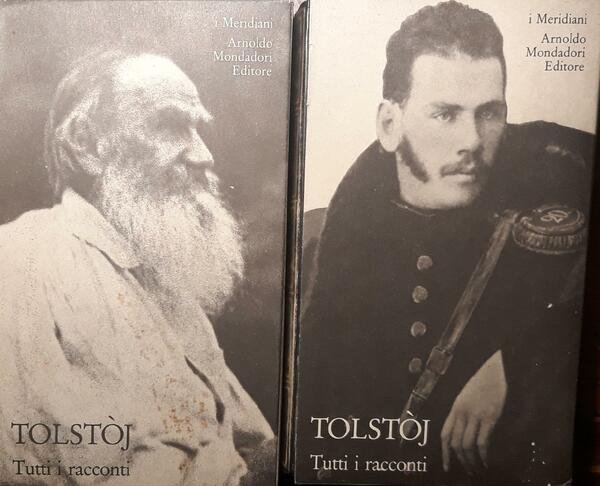 i Meridiani
Arnoldo
Mondadori
Editore
TOLSTÒJ
Tutti i racconti
i Meridiani
Arnoldo
Mondadori
Editore
TOLSTÒJ
Tutti i racconti